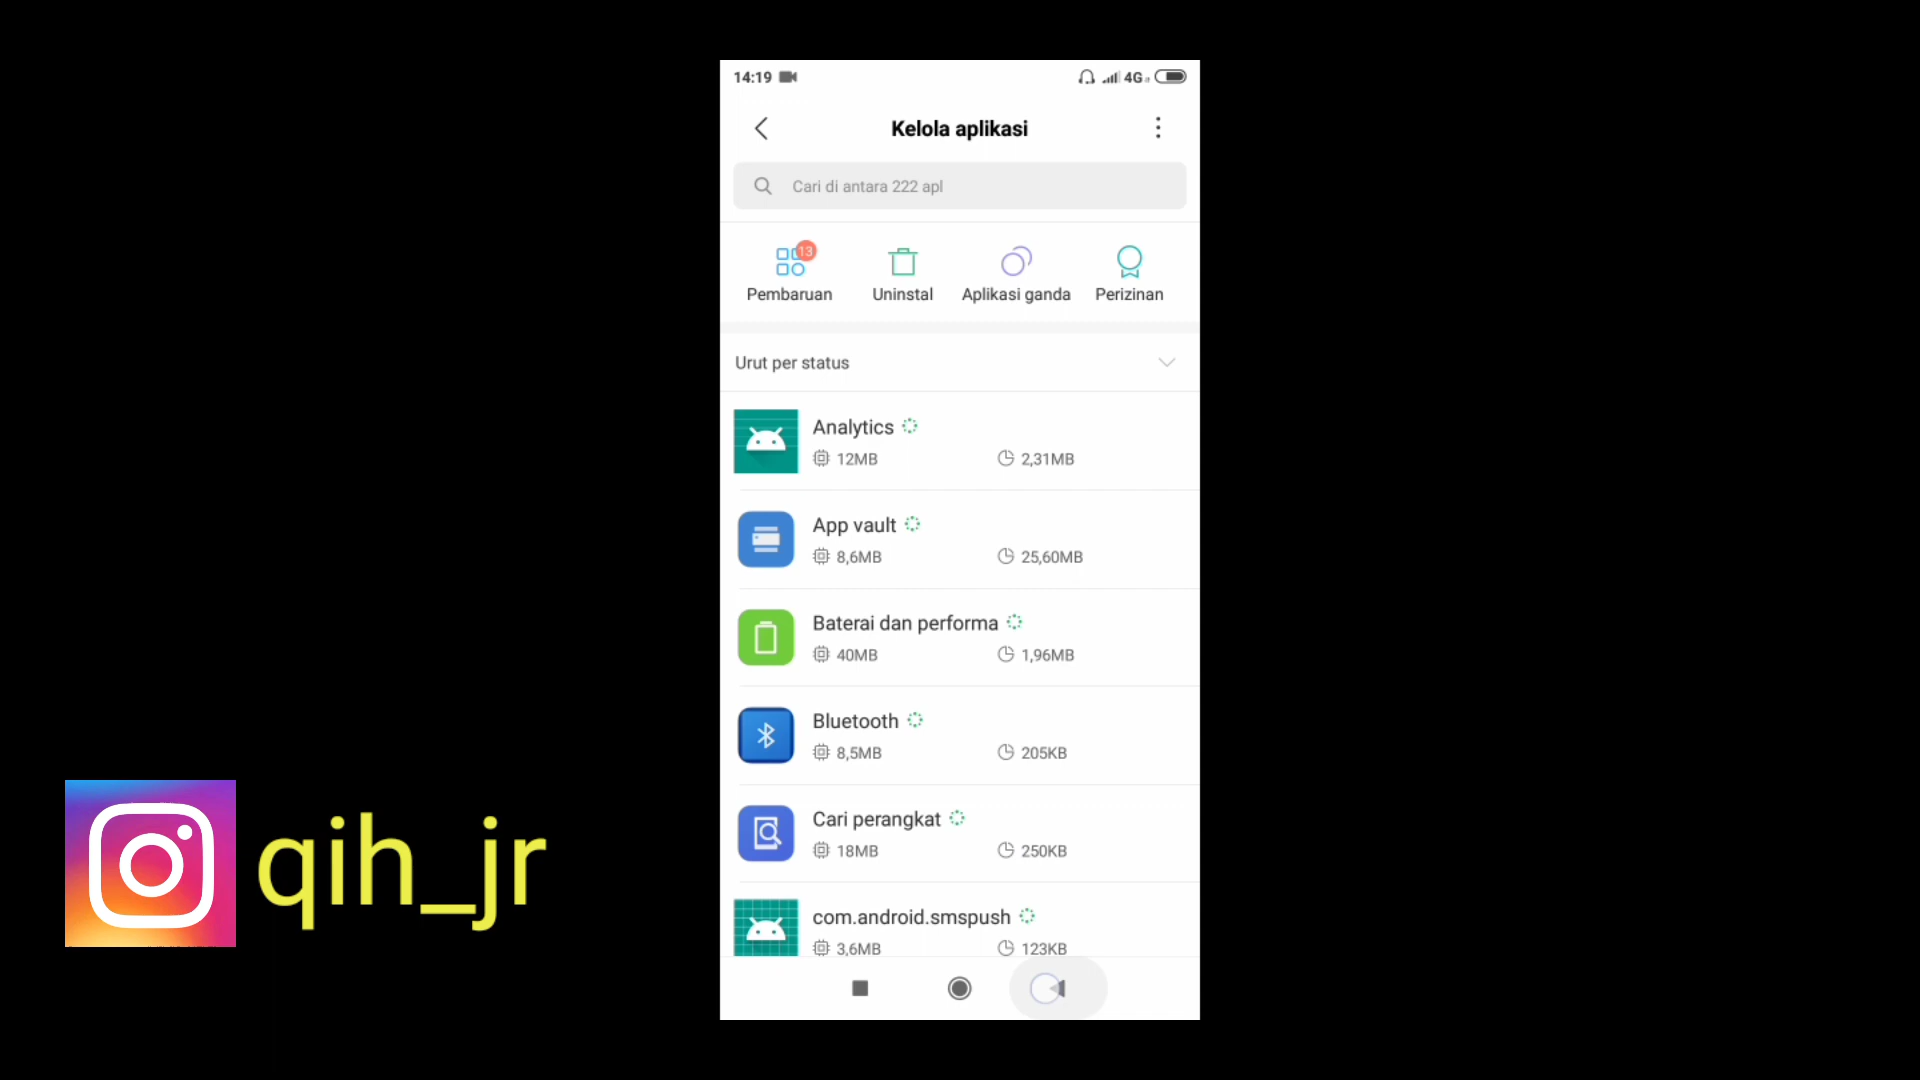 14:19
4G
Kelola aplikasi
Cari di antara 222 apl
13
Pembaruan
Uninstal
Aplikasi ganda
Perizinan
Urut per status
Analytics
12MB
2,31MB
App vault
8,6MB
25,60MB
Baterai dan performa
40MB
1,96MB
Bluetooth
8,5MB
205KB
Cari perangkat
18MB
250KB
com.android.smspush
3,6MB
123KB
qih_jr